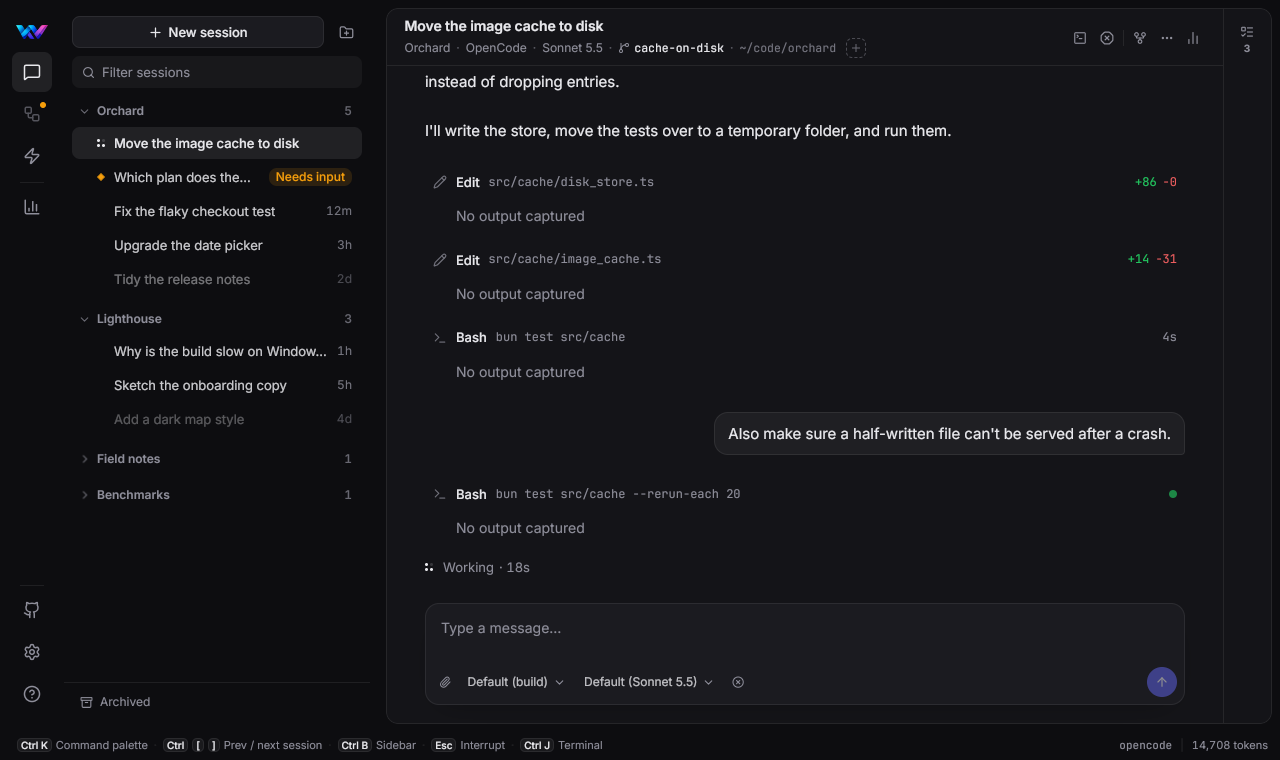 New session
Filter sessions
Orchard 5
Move the image cache to disk
Which plan does the... Needs input
Fix the flaky checkout test 12m
Upgrade the date picker 3h
Tidy the release notes 2d
Lighthouse 3
Why is the build slow on Window... 1h
Sketch the onboarding copy 5h
Add a dark map style 4d
Field notes 1
Benchmarks 1
Archived
Move the image cache to disk
Orchard · OpenCode · Sonnet 5.5 · cache-on-disk · ~/code/orchard
3
instead of dropping entries.
I'll write the store, move the tests over to a temporary folder, and run them.
Edit src/cache/disk_store.ts +86 -0
No output captured
Edit src/cache/image_cache.ts +14 -31
No output captured
Bash bun test src/cache 4s
No output captured
Also make sure a half-written file can't be served after a crash.
Bash bun test src/cache --rerun-each 20
No output captured
Working · 18s
Type a message...
Default (build) Default (Sonnet 5.5)
Ctrl K Command palette · Ctrl [ ] Prev / next session · Ctrl B Sidebar · Esc Interrupt · Ctrl J Terminal
opencode 14,708 tokens